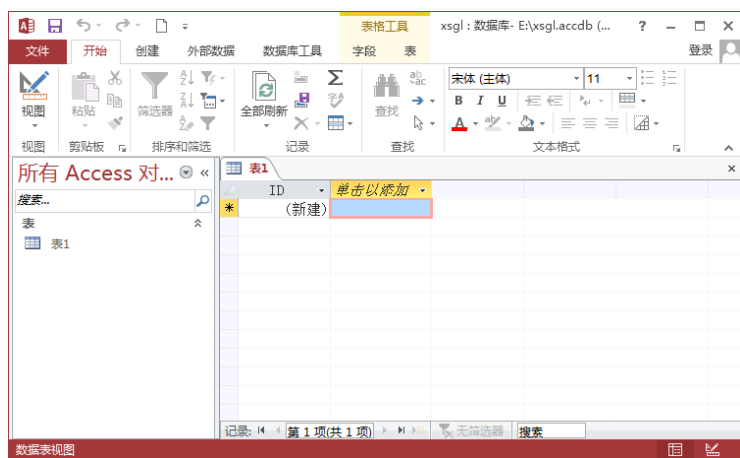 表格工具
xsgl : 数据库- E:\xsgl.accdb (...
?
文件 开始 创建 外部数据 数据库工具 字段 表 登录
视图 粘贴 筛选器 全部刷新 查找 宋体 (主体) 11
B I U
A
视图 剪贴板 排序和筛选 记录 查找 文本格式
所有 Access 对... «
搜索...
表
表1
表1
ID 单击以添加
* (新建)
记录: 第 1 项(共 1 项) 无筛选器 搜索
数据表视图